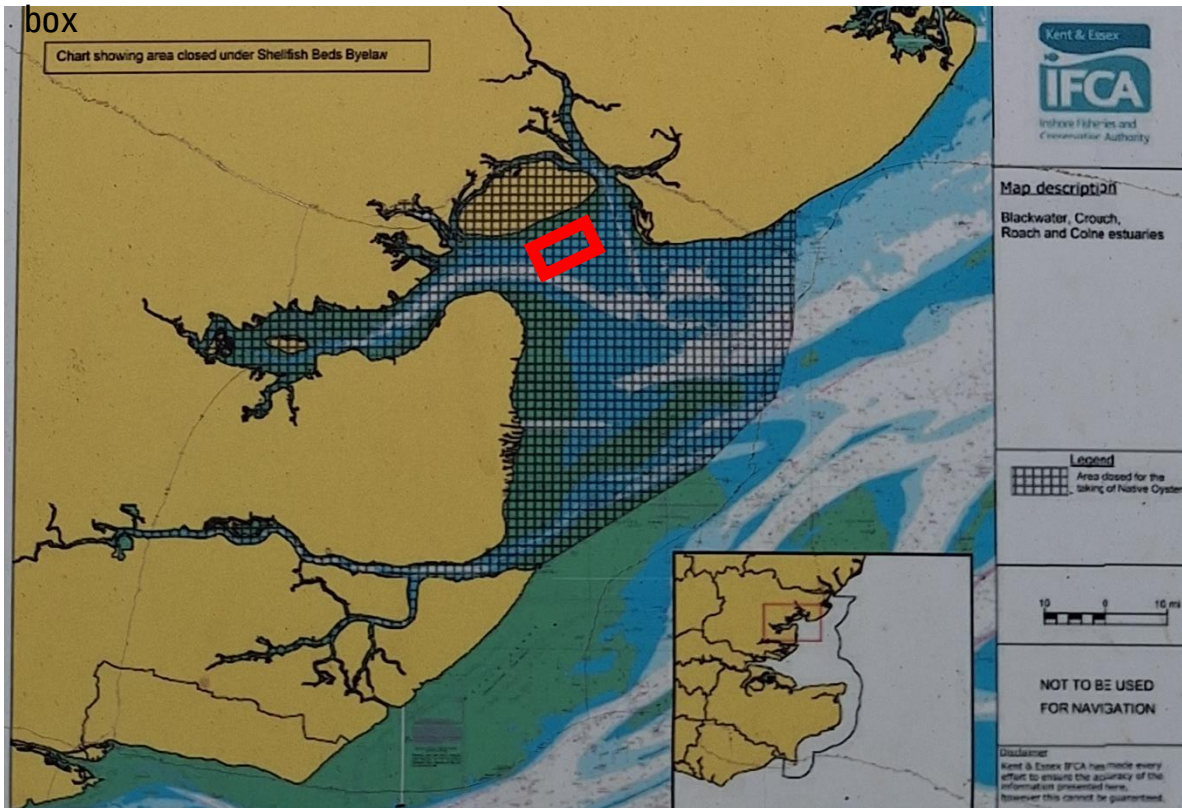 box
Chart showing area closed under Shellfish Beds Byelaw
Kent & Essex
IFCA
Inshore Fisheries and
Conservation Authority
Map description
Blackwater, Crouch,
Roach and Colne estuaries
Legend
Area closed for the
taking of Native Oyster
10 0 10 mi
NOT TO BE USED
FOR NAVIGATION
Disclaimer
Kent & Essex IFCA has made every
effort to ensure the accuracy of the
information presented here,
however this cannot be guaranteed.